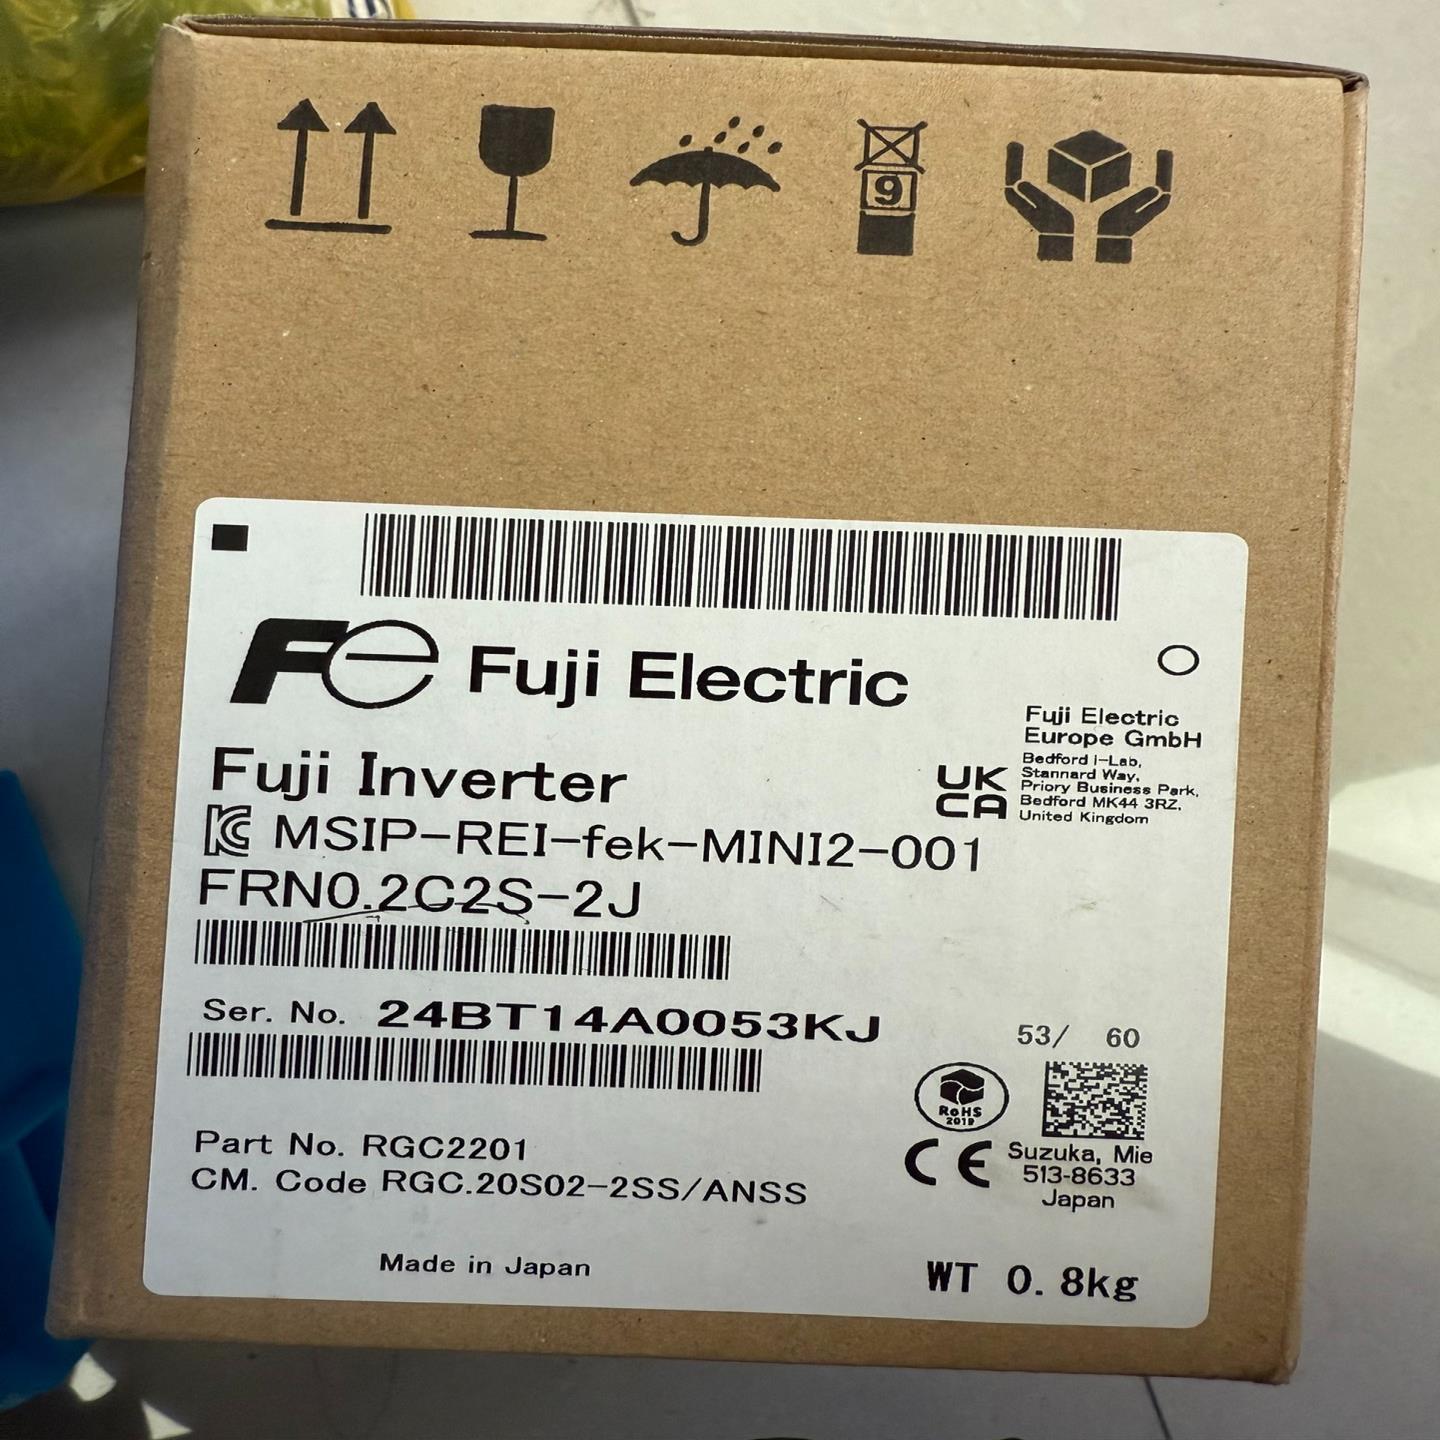 9
Fe Fuji Electric
Fuji Electric
Europe GmbH
UK
CA
Bedford i-Lab,
Stannard Way,
Priory Business Park,
Bedford MK44 3RZ,
United Kingdom
Fuji Inverter
MSIP-REI-fek-MINI2-001
FRN0.2C2S-2J
Ser. No. 24BT14A0053KJ
53/ 60
RoHS
2019
CE
Suzuka, Mie
513-8633
Japan
Part No. RGC2201
CM. Code RGC.20S02-2SS/ANSS
Made in Japan
WT 0.8kg